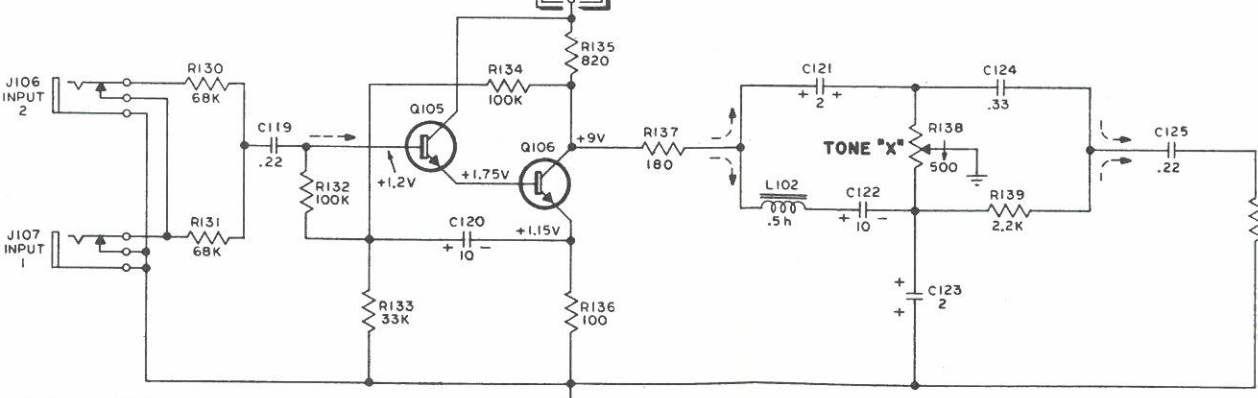 J106
INPUT
2
R130
68K
C119
.22
R131
68K
J107
INPUT
1
R132
100K
+1.2V
R134
100K
Q105
R135
820
Q106
+9V
+1.75V
+1.15V
C120
+ 10 -
R133
33K
R136
100
R137
180
C121
2 +
C124
.33
TONE "X"
R138
500
L102
.5h
C122
+ 10 -
R139
2.2K
C125
.22
+
+
C123
2